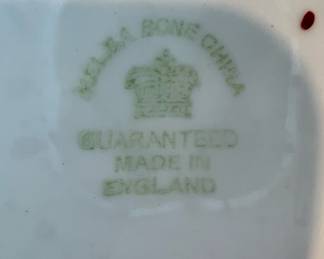 MELBA BONE CHINA
GUARANTEED
MADE IN
ENGLAND